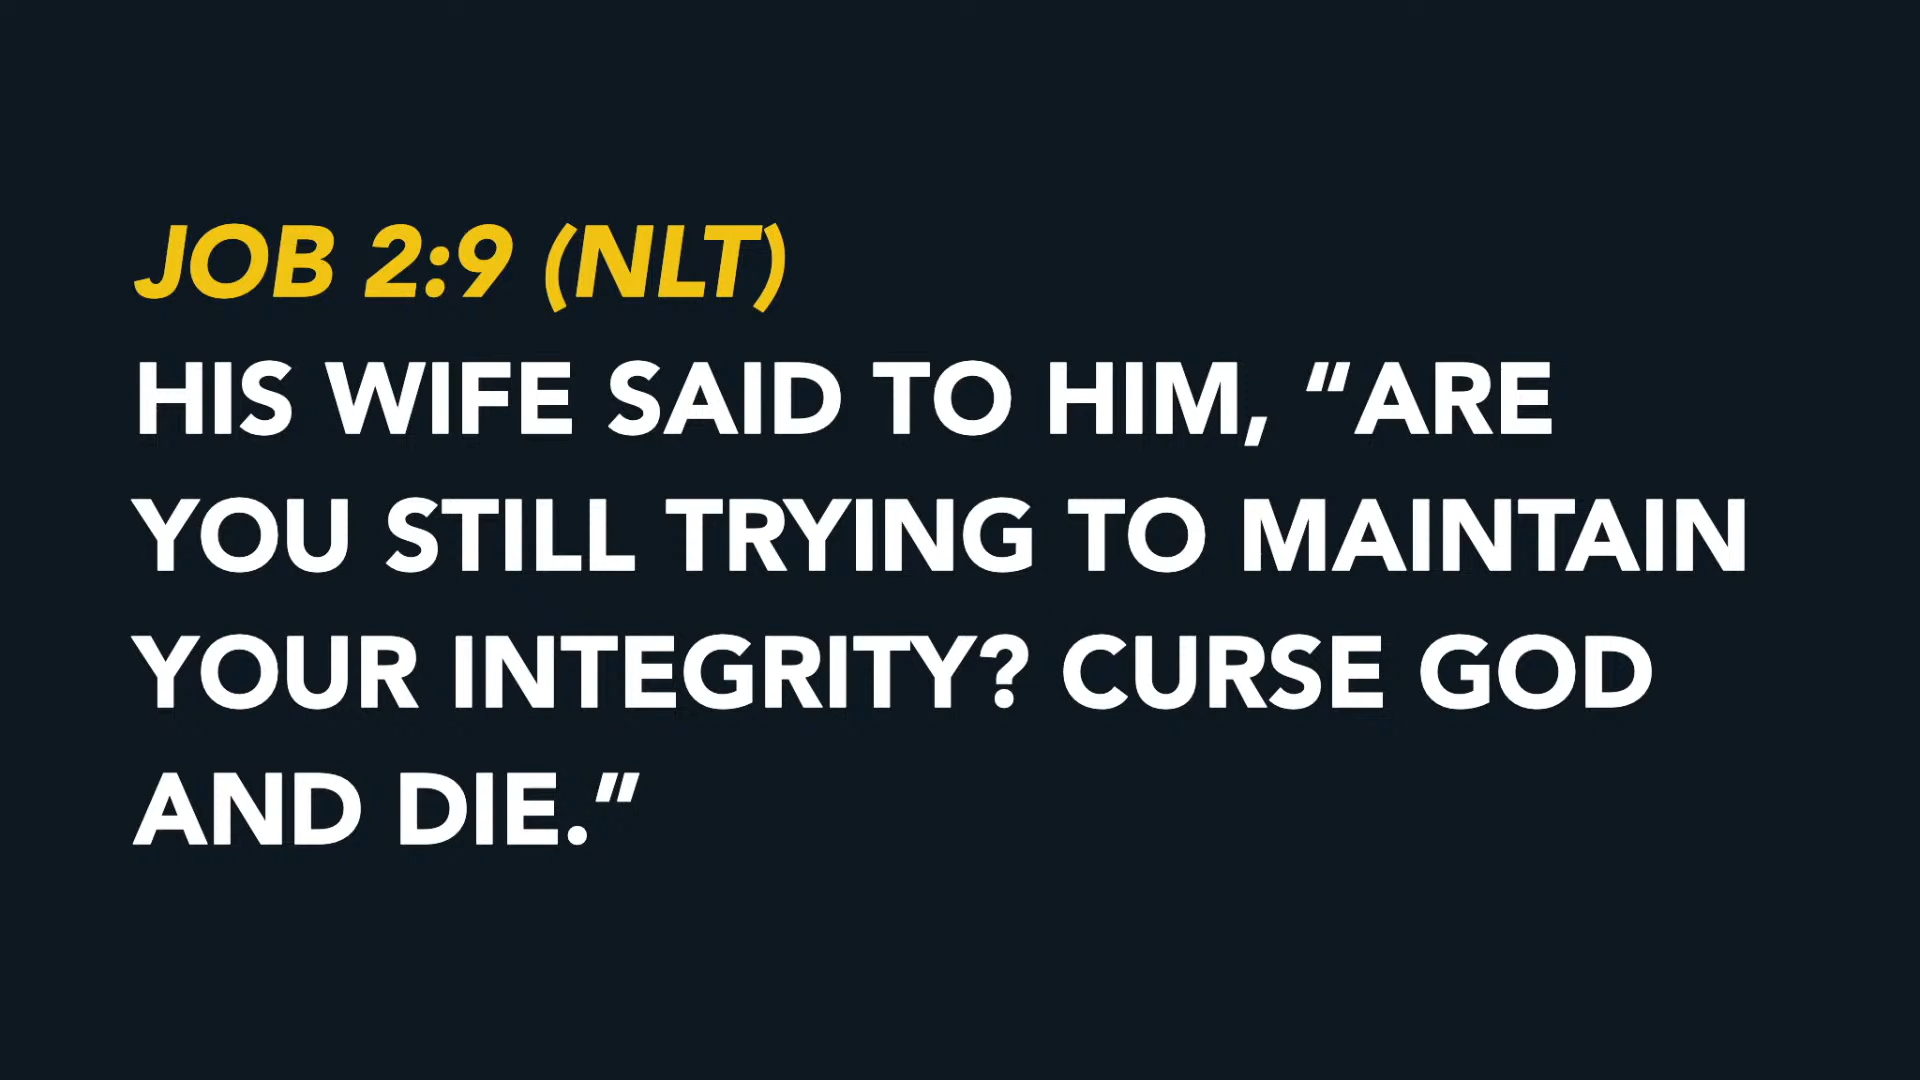 JOB 2:9 (NLT)
HIS WIFE SAID TO HIM, “ARE
YOU STILL TRYING TO MAINTAIN
YOUR INTEGRITY? CURSE GOD
AND DIE.”